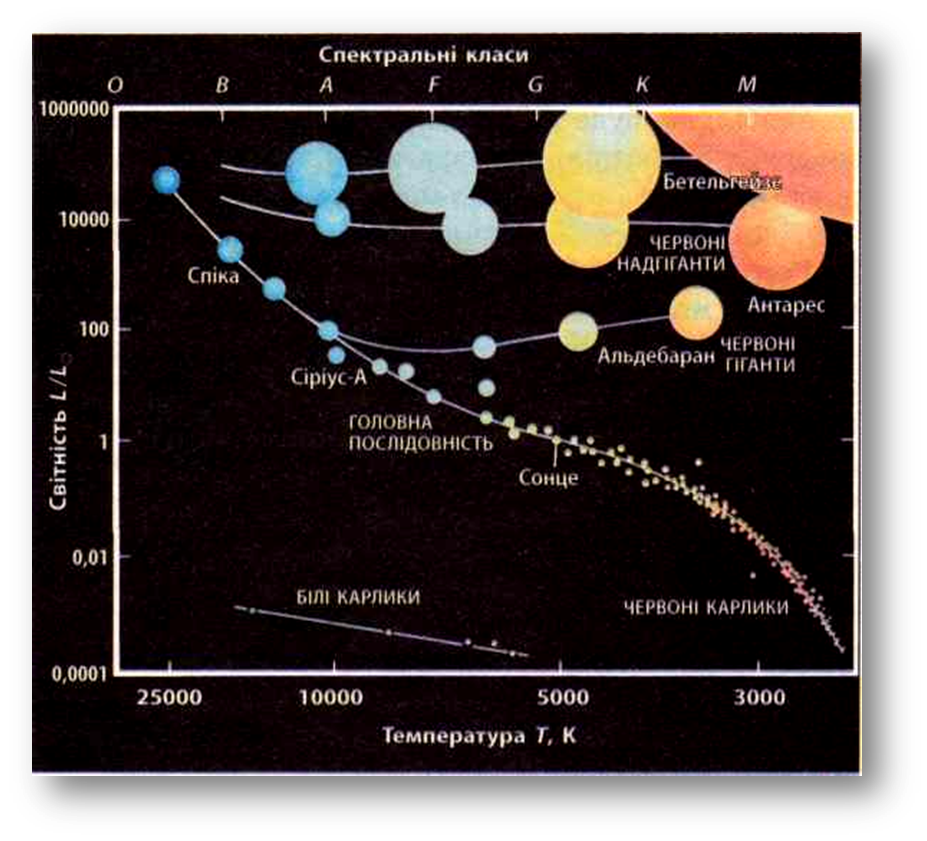 Спектральні класи
O B A F G K M
1000000
Бетельгейзе
10000
ЧЕРВОНІ
НАДГІГАНТИ
Спіка
Антарес
100
ЧЕРВОНІ
ГІГАНТИ
Альдебаран
Сіріус-А
ГОЛОВНА
ПОСЛІДОВНІСТЬ
1
Сонце
Світність L/L☉
0,01
БІЛІ КАРЛИКИ
ЧЕРВОНІ КАРЛИКИ
0,0001
25000 10000 5000 3000
Температура T, К